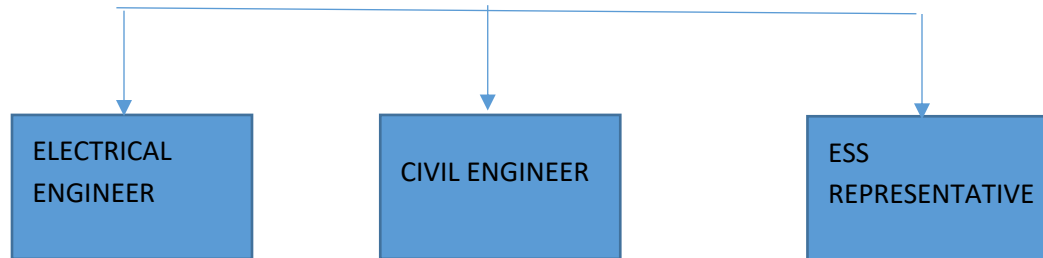 ELECTRICAL
ENGINEER
CIVIL ENGINEER
ESS
REPRESENTATIVE